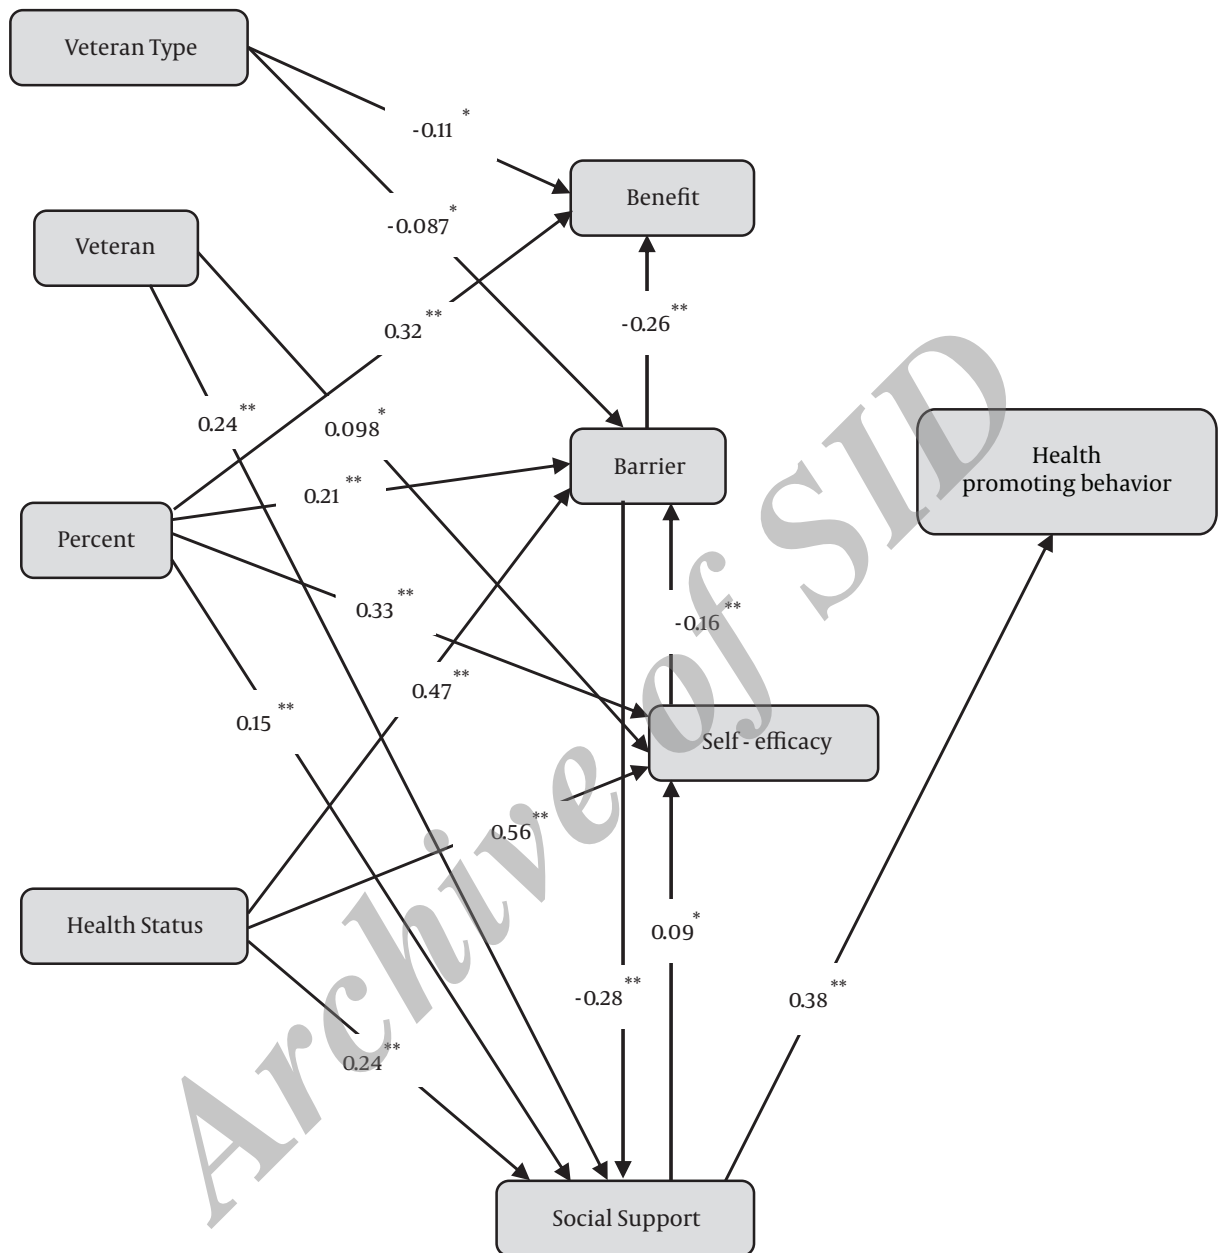 Veteran Type
-0.11 *
Benefit
-0.087 *
Veteran
0.32 **
-0.26 **
0.24 **
0.098 *
Barrier
Health
promoting behavior
0.21 **
Percent
0.33 **
-0.16 **
0.47 **
0.15 **
Self - efficacy
0.56 **
Health Status
0.09 *
-0.28 **
0.38 **
0.24 **
Social Support
Archive of SID